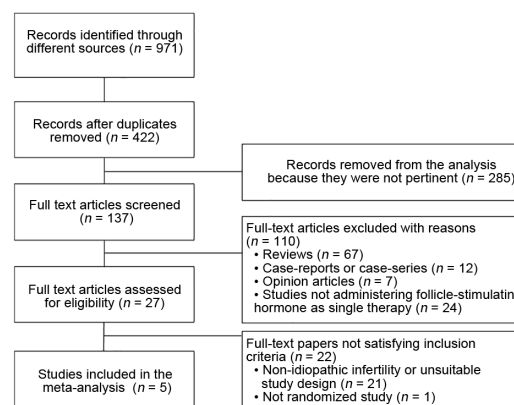 Records identified through
different sources (n = 971)
Records after duplicates
removed (n = 422)
Records removed from the analysis
because they were not pertinent (n = 285)
Full text articles screened
(n = 137)
Full-text articles excluded with reasons
(n = 110)
• Reviews (n = 67)
• Case-reports or case-series (n = 12)
• Opinion articles (n = 7)
• Studies not administering follicle-stimulatin
hormone as single therapy (n = 24)
Full text articles assessed
for eligibility (n = 27)
Full-text papers not satisfying inclusion
criteria (n = 22)
• Non-idiopathic infertility or unsuitable
study design (n = 21)
• Not randomized study (n = 1)
Studies included in the
meta-analysis (n = 5)